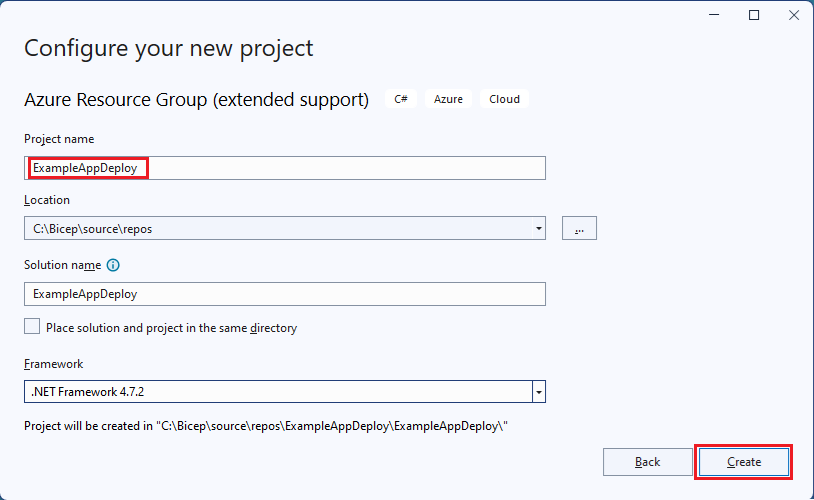 Configure your new project
Azure Resource Group (extended support) C# Azure Cloud
Project name
ExampleAppDeploy
Location
C:\Bicep\source\repos
...
Solution name
ExampleAppDeploy
Place solution and project in the same directory
Framework
.NET Framework 4.7.2
Project will be created in "C:\Bicep\source\repos\ExampleAppDeploy\ExampleAppDeploy\"
Back Create